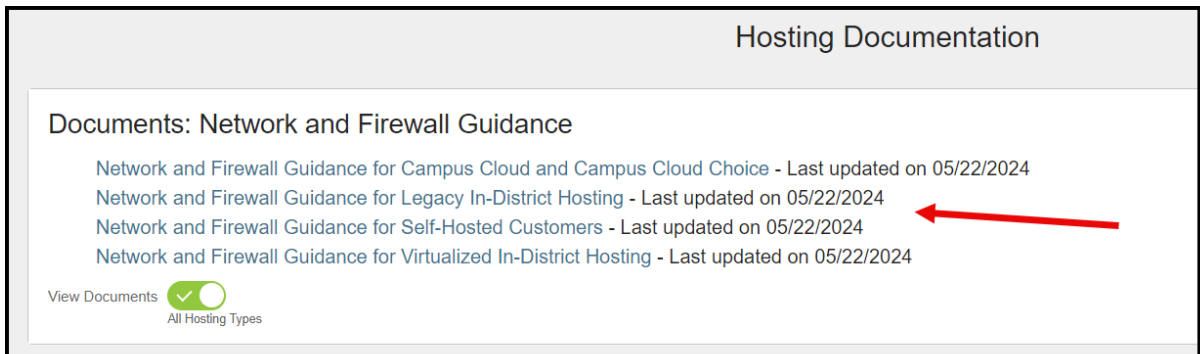 Hosting Documentation
Documents: Network and Firewall Guidance
Network and Firewall Guidance for Campus Cloud and Campus Cloud Choice - Last updated on 05/22/2024
Network and Firewall Guidance for Legacy In-District Hosting - Last updated on 05/22/2024
Network and Firewall Guidance for Self-Hosted Customers - Last updated on 05/22/2024
Network and Firewall Guidance for Virtualized In-District Hosting - Last updated on 05/22/2024
View Documents
All Hosting Types